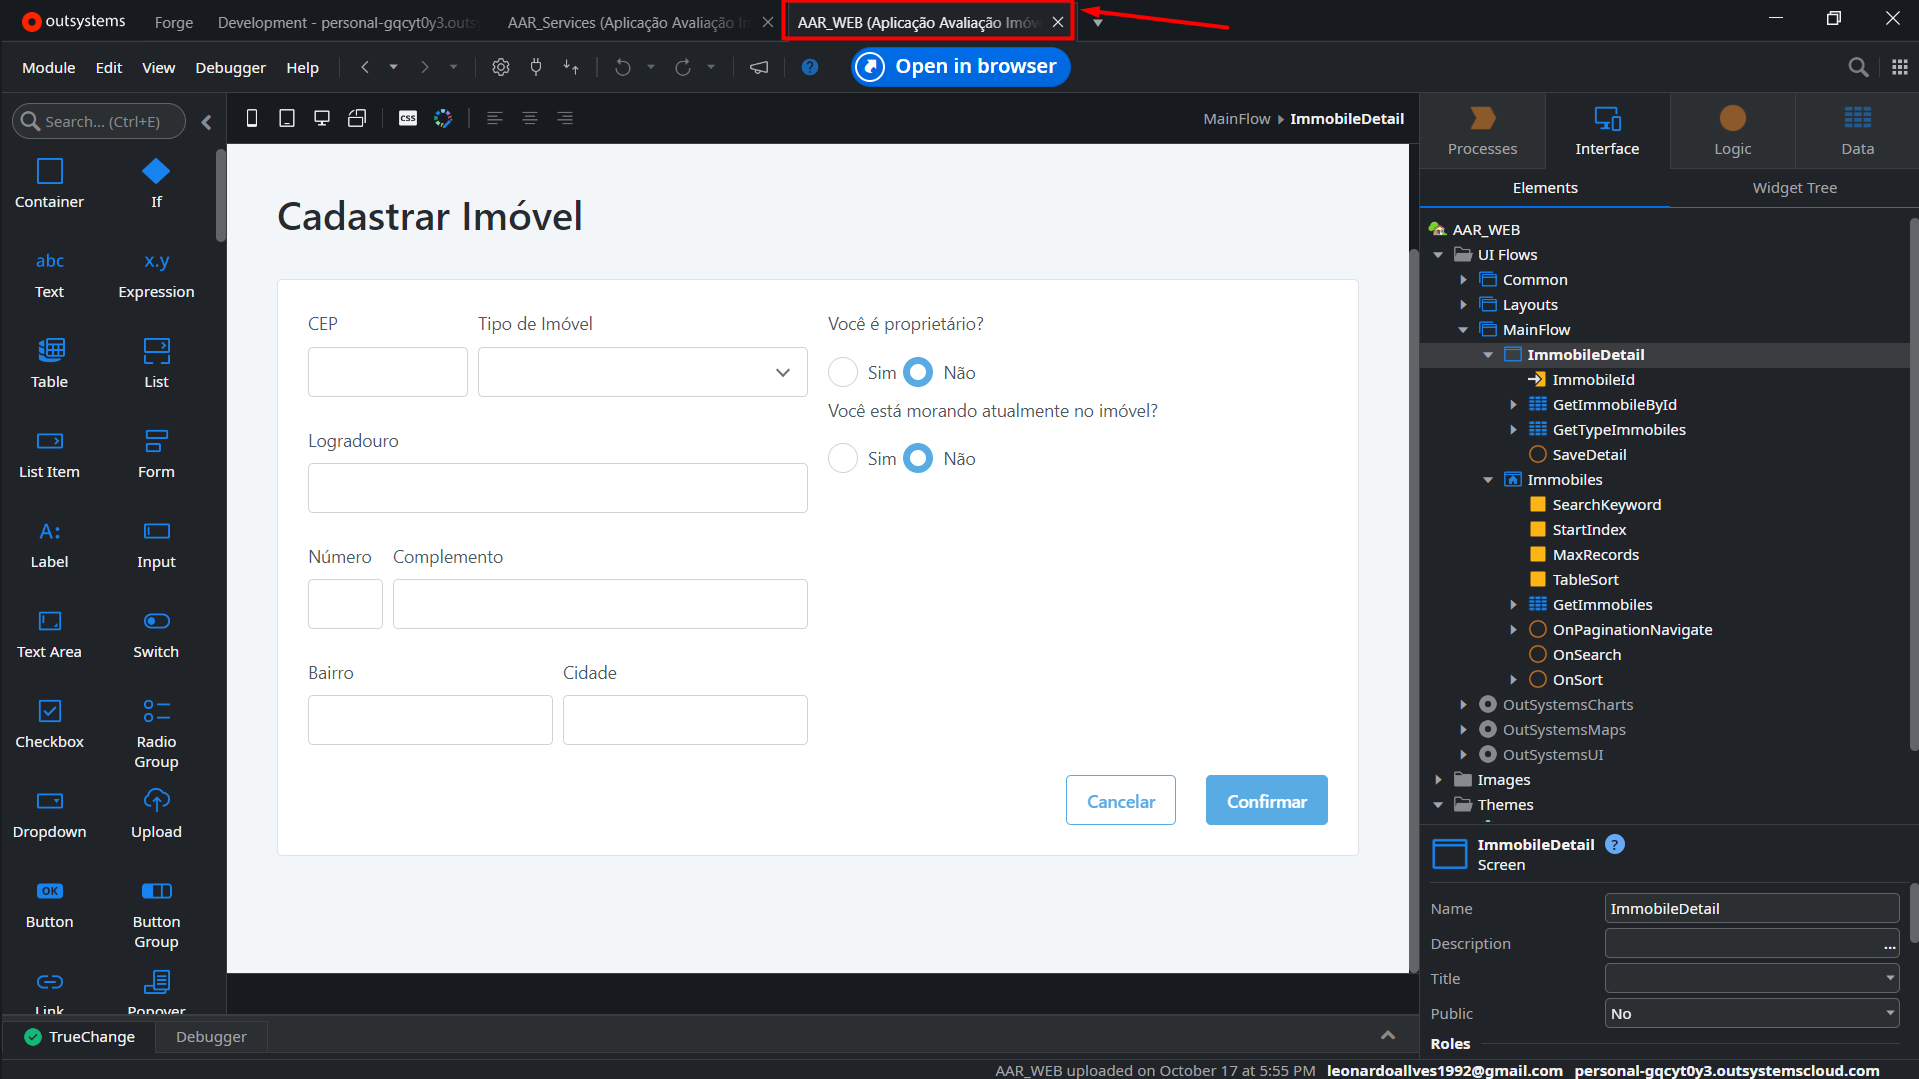 outsystems
Forge
Development - personal-gqcyt0y3.outs
AAR_Services (Aplicação Avaliação I
AAR_WEB (Aplicação Avaliação Imóv
Module Edit View Debugger Help
Open in browser
Search... (Ctrl+E)
css
MainFlow ImmobileDetail
Processes
Interface
Logic
Data
Elements
Widget Tree
Container
If
abc
Text
x.y
Expression
Table
List
List Item
Form
A:
Label
Input
Text Area
Switch
Checkbox
Radio
Group
Dropdown
Upload
OK
Button
Button
Group
Link
Popover
Cadastrar Imóvel
CEP
Tipo de Imóvel
Você é proprietário?
Sim
Não
Você está morando atualmente no imóvel?
Sim
Não
Logradouro
Número
Complemento
Bairro
Cidade
Cancelar
Confirmar
AAR_WEB
UI Flows
Common
Layouts
MainFlow
ImmobileDetail
ImmobileId
GetImmobileById
GetTypeImmobiles
SaveDetail
Immobiles
SearchKeyword
StartIndex
MaxRecords
TableSort
GetImmobiles
OnPaginationNavigate
OnSearch
OnSort
OutSystemsCharts
OutSystemsMaps
OutSystemsUI
Images
Themes
ImmobileDetail
?
Screen
Name
ImmobileDetail
Description
...
Title
Public
No
Roles
TrueChange
Debugger
AAR_WEB uploaded on October 17 at 5:55 PM leonardoallves1992@gmail.com personal-gqcyt0y3.outsystemscloud.com